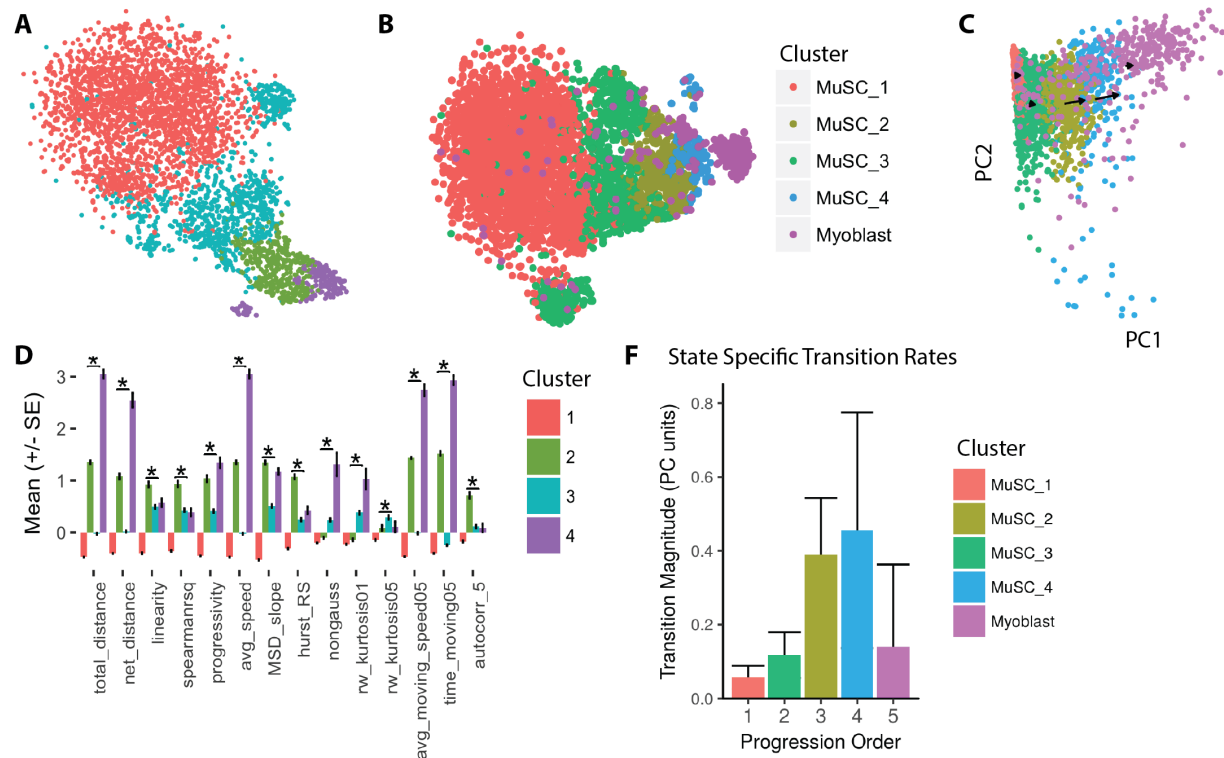 A
B
Cluster
MuSC_1
MuSC_2
MuSC_3
MuSC_4
Myoblast
C
PC2
PC1
D
Mean (+/- SE)
3
2
1
0
total_distance
net_distance
linearity
spearmanrsq
progressivity
avg_speed
MSD_slope
hurst_RS
nongauss
rw_kurtosis01
rw_kurtosis05
avg_moving_speed05
time_moving05
autocorr_5
* * * * * * * * * * * * * *
Cluster
1
2
3
4
F State Specific Transition Rates
Transition Magnitude (PC units)
0.8
0.6
0.4
0.2
0.0
1 2 3 4 5
Progression Order
Cluster
MuSC_1
MuSC_2
MuSC_3
MuSC_4
Myoblast